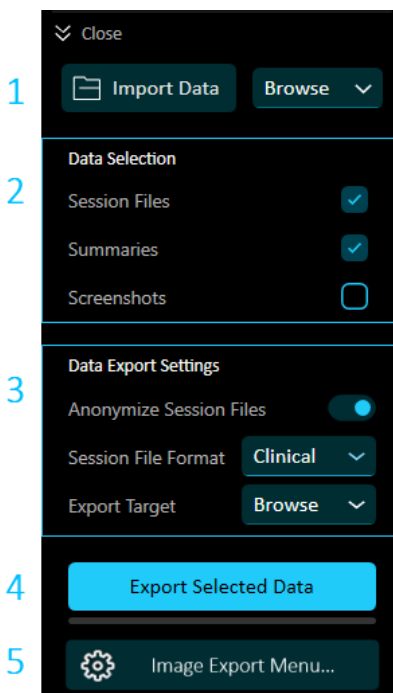 Close
1 Import Data Browse
2 Data Selection
Session Files
Summaries
Screenshots
3 Data Export Settings
Anonymize Session Files
Session File Format Clinical
Export Target Browse
4 Export Selected Data
5 Image Export Menu...